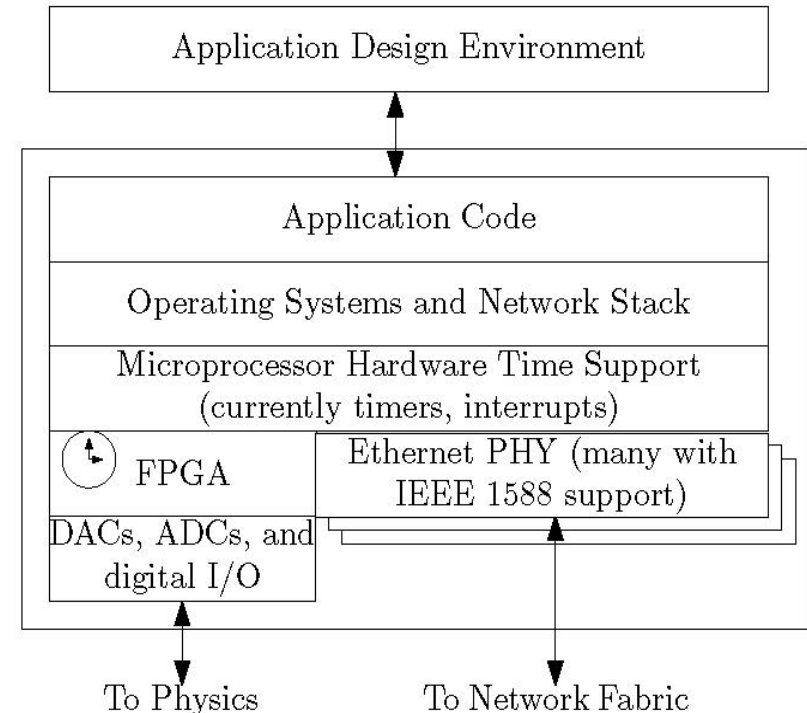 Application Design Environment
Application Code
Operating Systems and Network Stack
Microprocessor Hardware Time Support
(currently timers, interrupts)
FPGA
Ethernet PHY (many with
IEEE 1588 support)
DACs, ADCs, and
digital I/O
To Physics
To Network Fabric